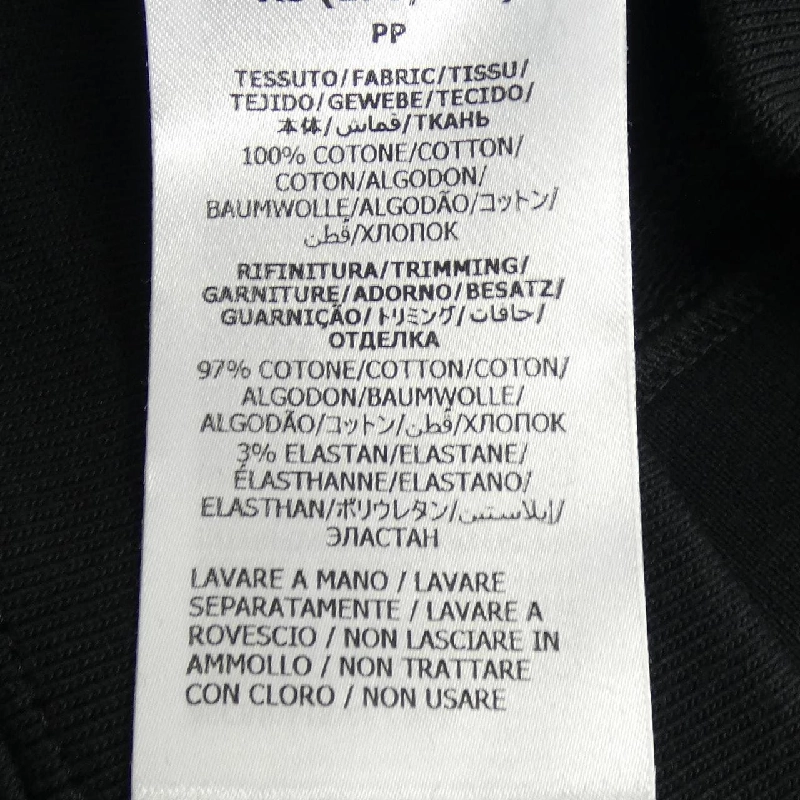 PP
TESSUTO/FABRIC/TISSU/
TEJIDO/GEWEBE/TECIDO/
本体/قماش/ТКАНЬ
100% COTONE/COTTON/
COTON/ALGODON/
BAUMWOLLE/ALGODÃO/コットン/
قطن/ХЛОПОК
RIFINITURA/TRIMMING/
GARNITURE/ADORNO/BESATZ/
GUARNIÇÃO/トリミング/حافات/
ОТДЕЛКА
97% COTONE/COTTON/COTON/
ALGODON/BAUMWOLLE/
ALGODÃO/コットン/قطن/ХЛОПОК
3% ELASTAN/ELASTANE/
ÉLASTHANNE/ELASTANO/
ELASTHAN/ポリウレタン/إيلاستين/
ЭЛАСТАН
LAVARE A MANO / LAVARE
SEPARATAMENTE / LAVARE A
ROVESCIO / NON LASCIARE IN
AMMOLLO / NON TRATTARE
CON CLORO / NON USARE